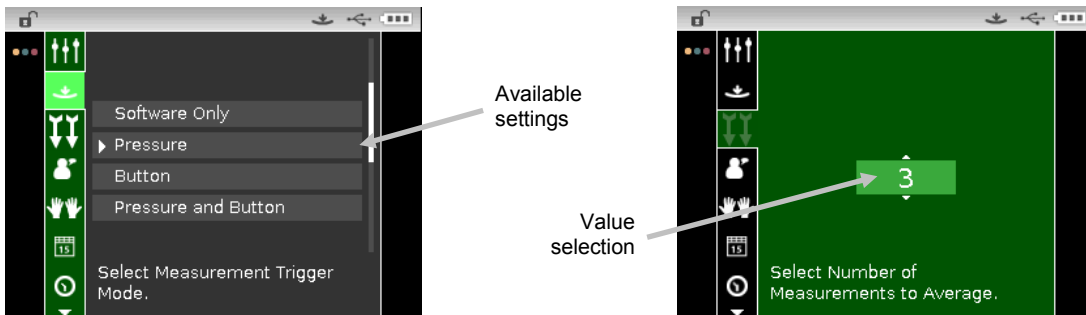 Software Only
Pressure
Button
Pressure and Button
15
Select Measurement Trigger
Mode.
Available
settings
Value
selection
3
15
Select Number of
Measurements to Average.